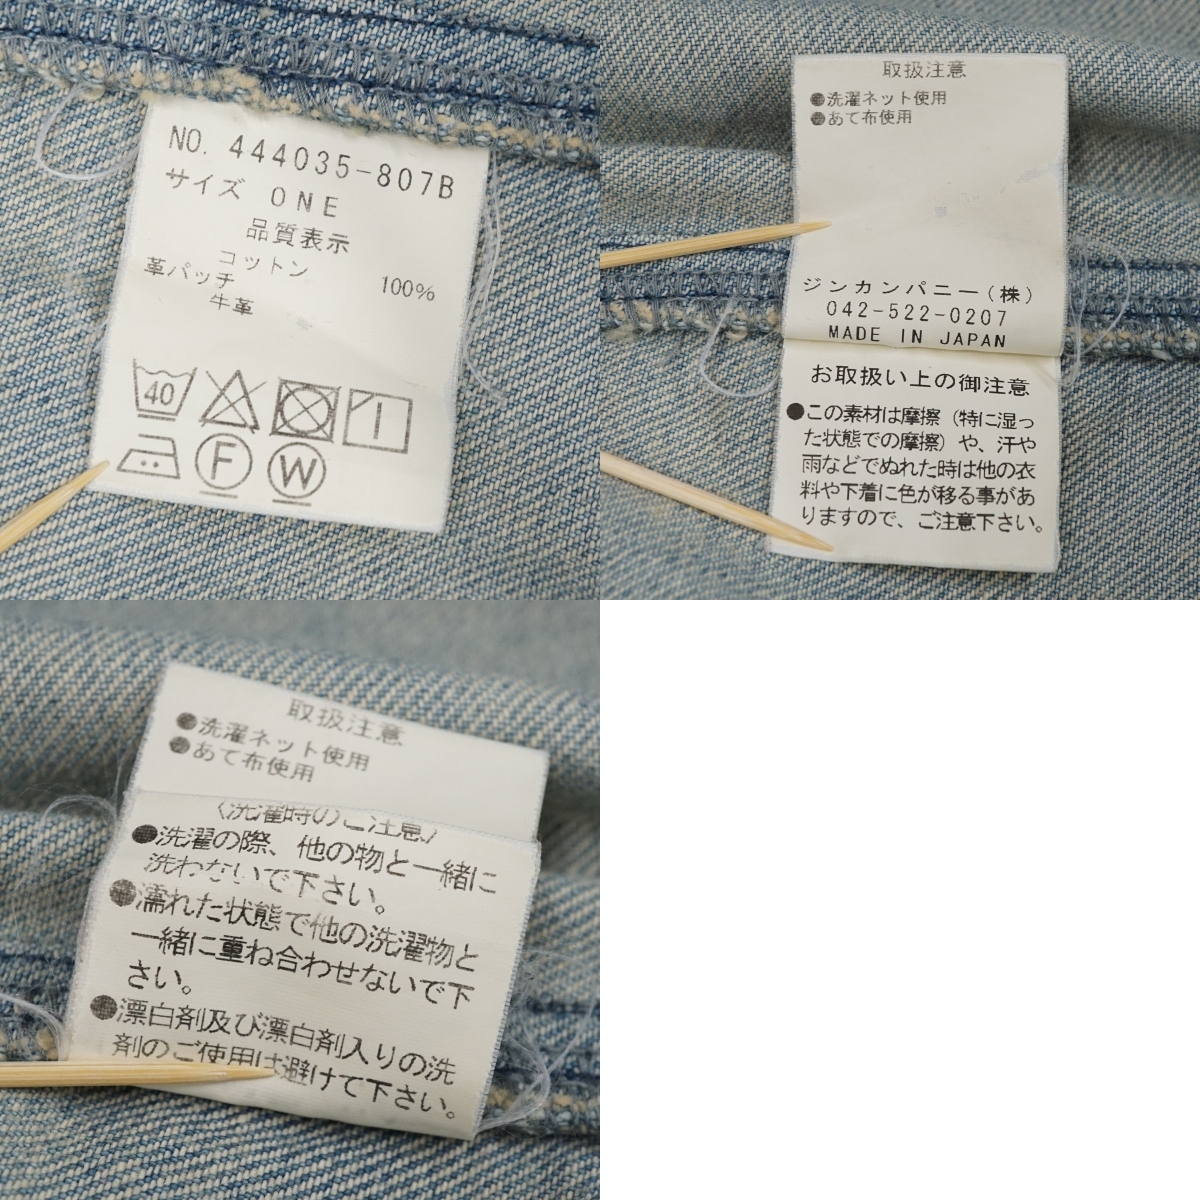 NO. 444035-807B
サイズ ONE
品質表示
コットン
革パッチ 100%
牛革
40
F W
取扱注意
●洗濯ネット使用
●あて布使用
ジンカンパニー(株)
042-522-0207
MADE IN JAPAN
お取扱い上の御注意
●この素材は摩擦(特に湿っ
た状態での摩擦)や、汗や
雨などでぬれた時は他の衣
料や下着に色が移る事があ
りますので、ご注意下さい。
取扱注意
●洗濯ネット使用
●あて布使用
〈洗濯時のご注意〉
●洗濯の際、他の物と一緒に
洗わないで下さい。
●濡れた状態で他の洗濯物と
一緒に重ね合わせないで下
さい。
●漂白剤及び漂白剤入りの洗
剤のご使用は避けて下さい。